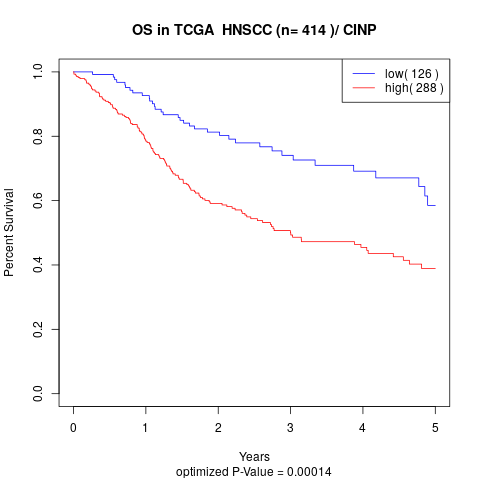 OS in TCGA  HNSCC (n= 414 )/ CINP
low( 126 )
high( 288 )
Percent Survival
1.0
0.8
0.6
0.4
0.2
0.0
0 1 2 3 4 5
Years
optimized P-Value = 0.00014